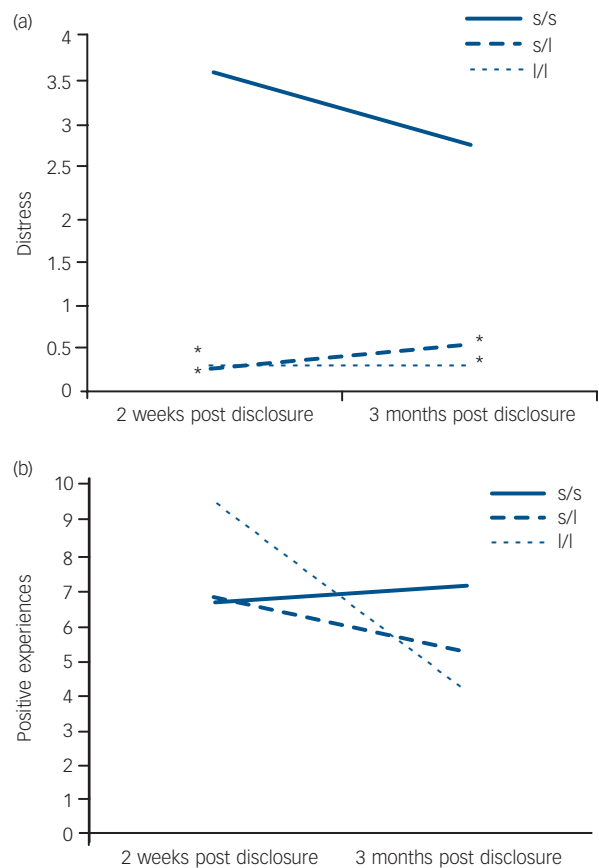 (a)
s/s
s/l
l/l
4
3.5
3
2.5
2
1.5
1
0.5
0
Distress
*
*
*
*
2 weeks post disclosure
3 months post disclosure
(b)
s/s
s/l
l/l
10
9
8
7
6
5
4
3
2
1
0
Positive experiences
2 weeks post disclosure
3 months post disclosure